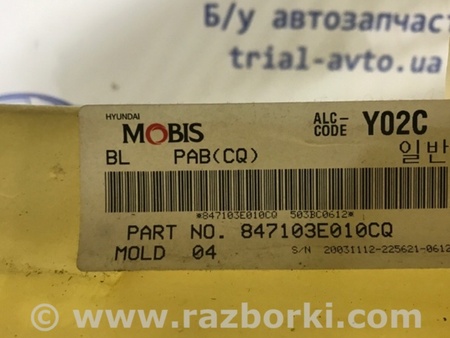 Б/у автозапчаст
trial-avto.ua
HYUNDAI
MOBIS
ALC-CODE Y02C
BL PAB(CQ) 일반
*847103E010CQ 503BC0612*
PART NO. 847103E010CQ
MOLD 04 S/N 20031112-225621-0612
www.razborki.com